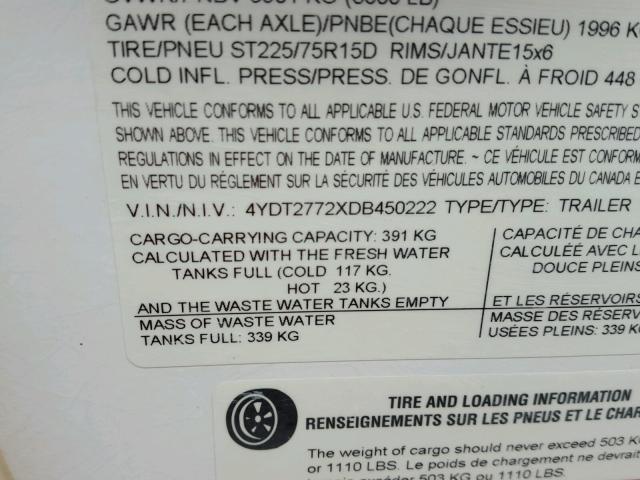 GAWR (EACH AXLE)/PNBE(CHAQUE ESSIEU) 1996 K
TIRE/PNEU ST225/75R15D RIMS/JANTE15x6
COLD INFL. PRESS/PRESS. DE GONFL. À FROID 448
THIS VEHICLE CONFORMS TO ALL APPLICABLE U.S. FEDERAL MOTOR VEHICLE SAFETY S
SHOWN ABOVE. THIS VEHICLE CONFORMS TO ALL APPLICABLE STANDARDS PRESCRIBED
REGULATIONS IN EFFECT ON THE DATE OF MANUFACTURE. ~ CE VÉHICULE EST CONFORM
EN VERTU DU RÉGLEMENT SUR LA SÉCURITÉ DES VÉHICULES AUTOMOBILES DU CANADA E
V.I.N./N.I.V.: 4YDT2772XDB450222 TYPE/TYPE: TRAILER
CARGO-CARRYING CAPACITY: 391 KG
CALCULATED WITH THE FRESH WATER
TANKS FULL (COLD 117 KG.
HOT 23 KG.)
AND THE WASTE WATER TANKS EMPTY
MASS OF WASTE WATER
TANKS FULL: 339 KG
CAPACITÉ DE CHA
CALCULÉE AVEC L
DOUCE PLEINS
ET LES RÉSERVOIRS
MASSE DES RÉSERV
USÉES PLEINS: 339 K
TIRE AND LOADING INFORMATION
RENSEIGNEMENTS SUR LES PNEUS ET LE CHAR
The weight of cargo should never exceed 503 K
or 1110 LBS. Le poids de chargement ne devrait
excéder 503 KG ou 1110 LBS.